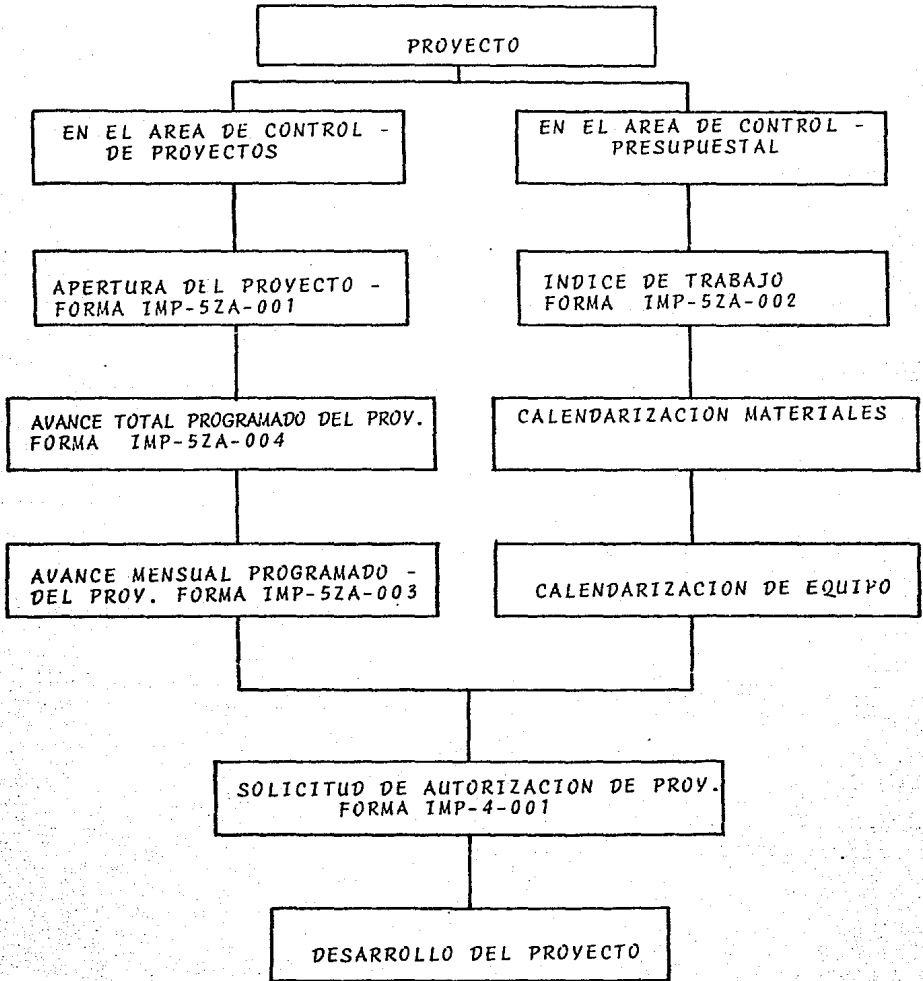 PROYECTO
EN EL AREA DE CONTROL -
DE PROYECTOS
EN EL AREA DE CONTROL -
PRESUPUESTAL
APERTURA DEL PROYECTO -
FORMA IMP-5ZA-001
INDICE DE TRABAJO
FORMA IMP-5ZA-002
AVANCE TOTAL PROGRAMADO DEL PROY.
FORMA IMP-5ZA-004
CALENDARIZACION MATERIALES
AVANCE MENSUAL PROGRAMADO -
DEL PROY. FORMA IMP-5ZA-003
CALENDARIZACION DE EQUIPO
SOLICITUD DE AUTORIZACION DE PROY.
FORMA IMP-4-001
DESARROLLO DEL PROYECTO